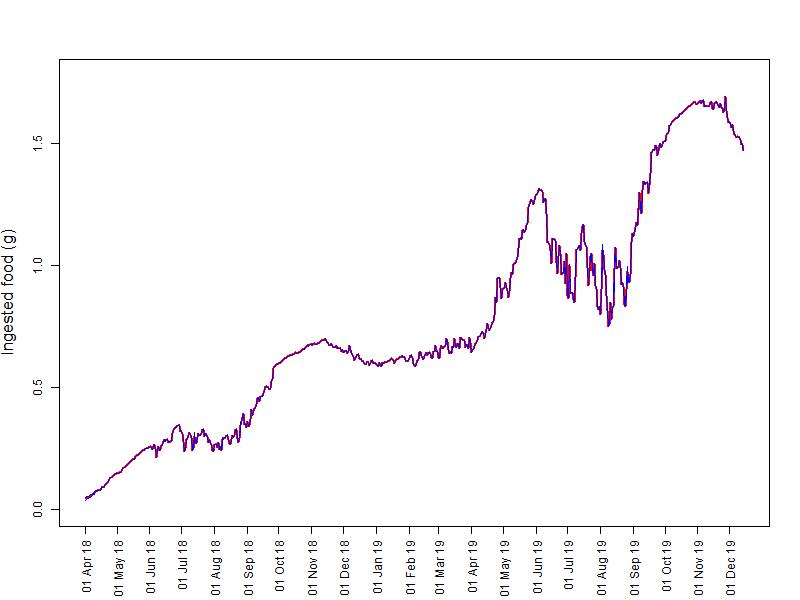 Ingested food (g)
1.5
1.0
0.5
0.0
01 Apr 18
01 May 18
01 Jun 18
01 Jul 18
01 Aug 18
01 Sep 18
01 Oct 18
01 Nov 18
01 Dec 18
01 Jan 19
01 Feb 19
01 Mar 19
01 Apr 19
01 May 19
01 Jun 19
01 Jul 19
01 Aug 19
01 Sep 19
01 Oct 19
01 Nov 19
01 Dec 19